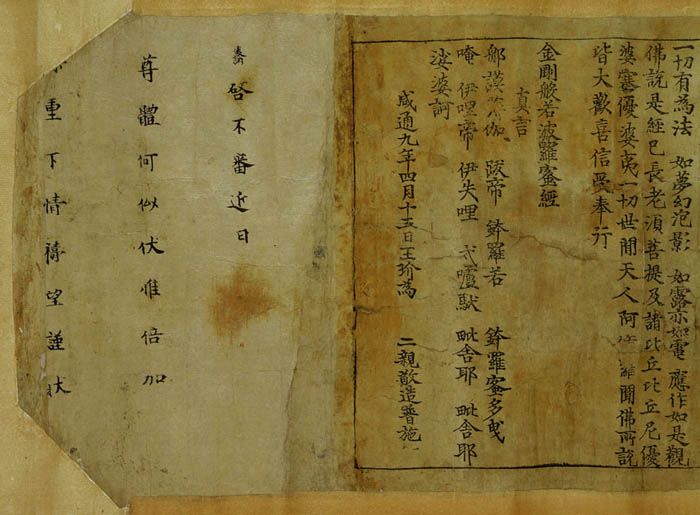 一切有為法 如夢幻泡影 如露亦如電 應作如是觀
佛說是經已長老須菩提及諸比丘比丘尼優
婆塞優婆夷一切世間天人阿羅聞佛所說
皆大歡喜信受奉行
金剛般若波羅蜜經
真言
那謨伽 跋帝 鉢羅若 鉢羅蜜多曳
唵 伊哩帝 伊失哩 戍嚧馱 毗舍耶 毗舍耶
娑婆訶
咸通九年四月十五日王玠為 二親敬造普施
啓不審近日
尊體何似伏惟倍加
重下情禱望謹狀